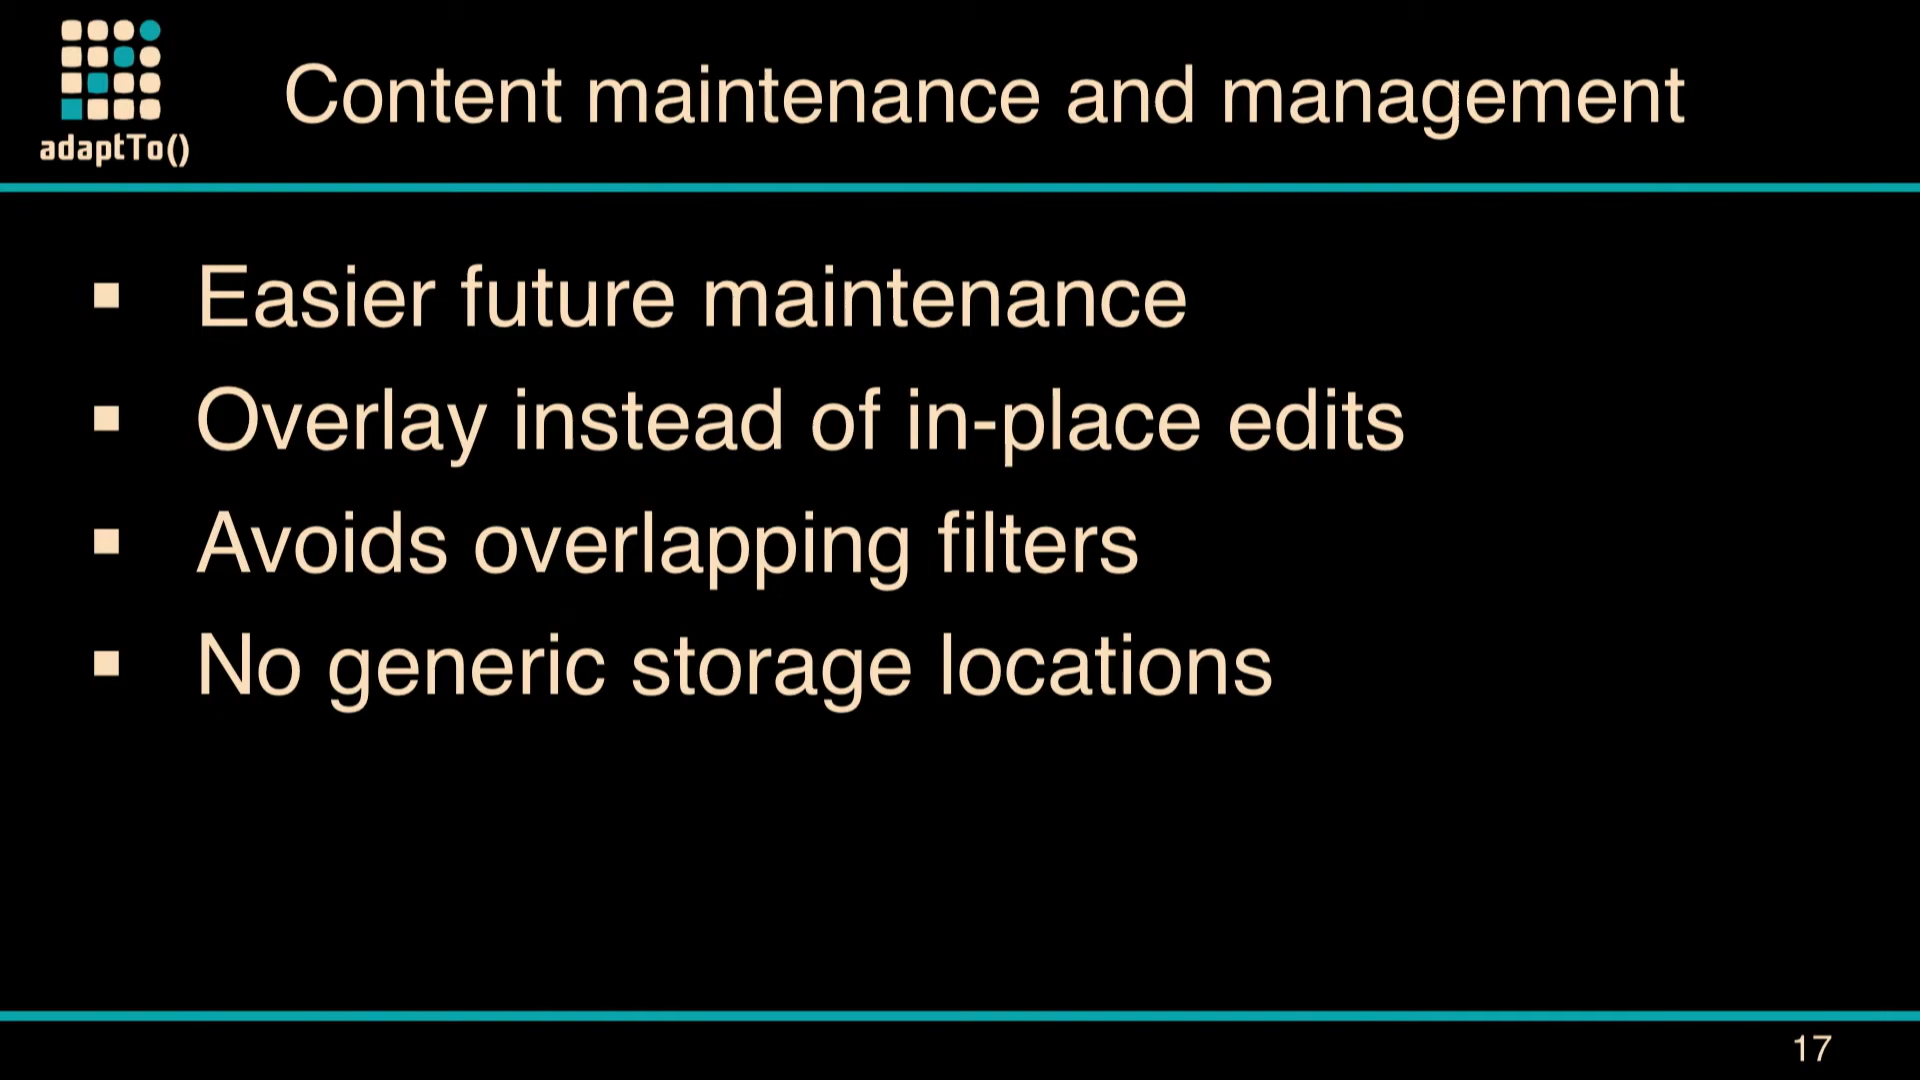 adaptTo()
Content maintenance and management
Easier future maintenance
Overlay instead of in-place edits
Avoids overlapping filters
No generic storage locations
17